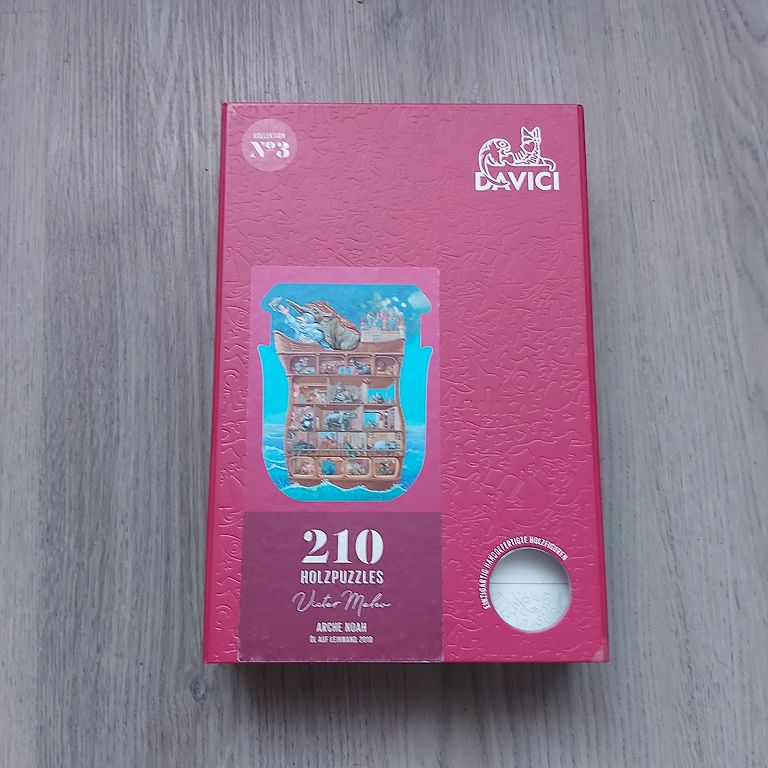 KOLLEKTION
Nº3
DAVICI
210
HOLZPUZZLES
Victor Molev
ARCHE NOAH
ÖL AUF LEINWAND, 2010
EINZIGARTIG HANDGEFERTIGTE HOLZFIGUREN